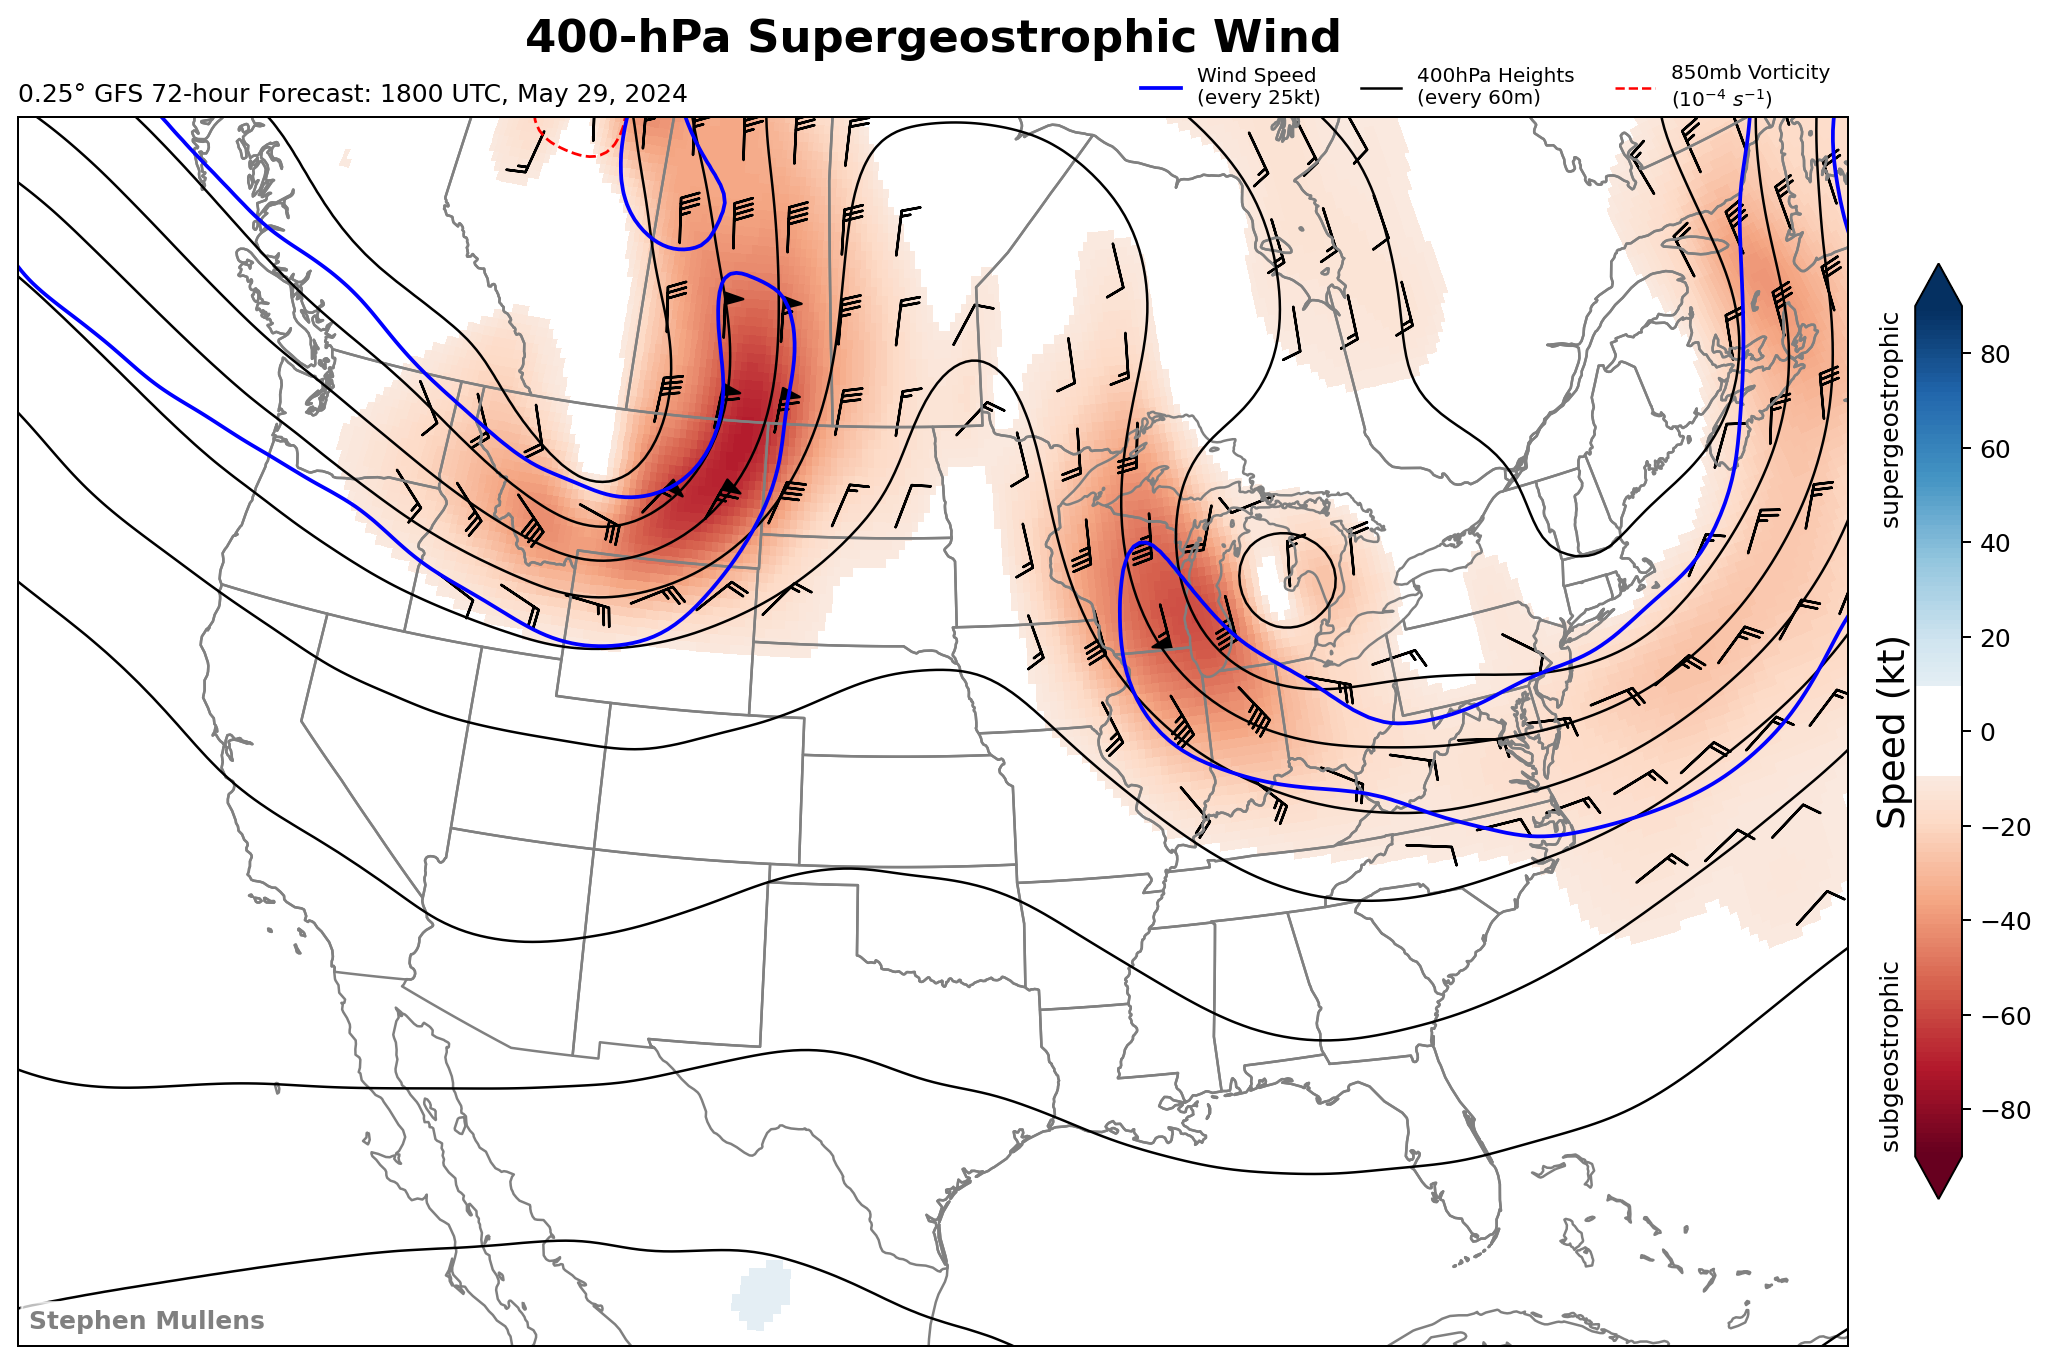 400-hPa Supergeostrophic Wind
0.25° GFS 72-hour Forecast: 1800 UTC, May 29, 2024
Wind Speed
(every 25kt)
400hPa Heights
(every 60m)
850mb Vorticity
(10⁻⁴ s⁻¹)
supergeostrophic
subgeostrophic
Speed (kt)
80
60
40
20
0
−20
−40
−60
−80
Stephen Mullens